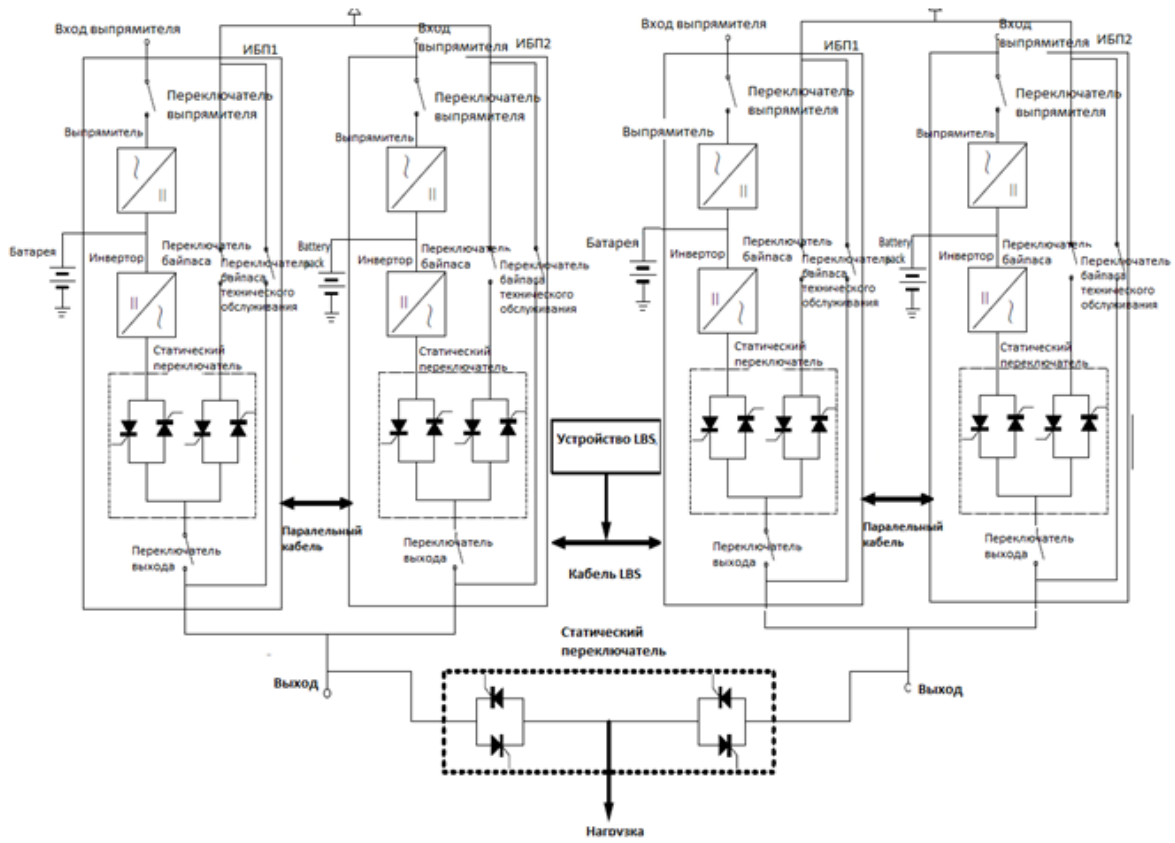 Вход выпрямителя
ИБП1
Переключатель
выпрямителя
Выпрямитель
Батарея
Инвертор
Переключатель
байпаса
Переключатель
байпаса
технического
обслуживания
Статический
переключатель
Переключатель
выхода
Паралельный
кабель
Вход
выпрямителя
ИБП2
Переключатель
выпрямителя
Выпрямитель
Battery
pack
Инвертор
Переключатель
байпаса
Переключатель
байпаса
технического
обслуживания
Статический
переключатель
Переключатель
выхода
Устройство LBS
Кабель LBS
Вход выпрямителя
ИБП1
Переключатель
выпрямителя
Выпрямитель
Батарея
Инвертор
Переключатель
байпаса
Переключатель
байпаса
технического
обслуживания
Статический
переключатель
Переключатель
выхода
Паралельный
кабель
Вход
выпрямителя
ИБП2
Переключатель
выпрямителя
Выпрямитель
Battery
pack
Инвертор
Переключатель
байпаса
Переключатель
байпаса
технического
обслуживания
Статический
переключатель
Переключатель
выхода
Статический
переключатель
Выход
Выход
Нагрузка